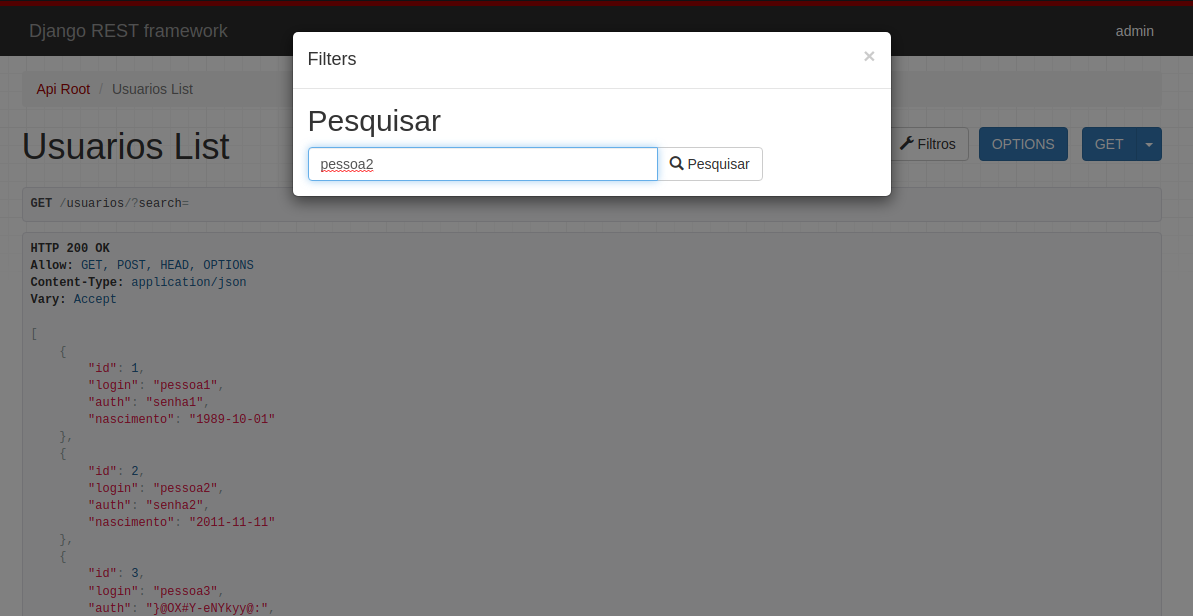 Django REST framework
admin
Filters ×
Api Root / Usuarios List
Pesquisar
Usuarios List
Filtros
OPTIONS
GET
pessoa2
Pesquisar
GET /usuarios/?search=
HTTP 200 OK
Allow: GET, POST, HEAD, OPTIONS
Content-Type: application/json
Vary: Accept
[
{
"id": 1,
"login": "pessoa1",
"auth": "senha1",
"nascimento": "1989-10-01"
},
{
"id": 2,
"login": "pessoa2",
"auth": "senha2",
"nascimento": "2011-11-11"
},
{
"id": 3,
"login": "pessoa3",
"auth": "}@OX#Y-eNYkyy@:",